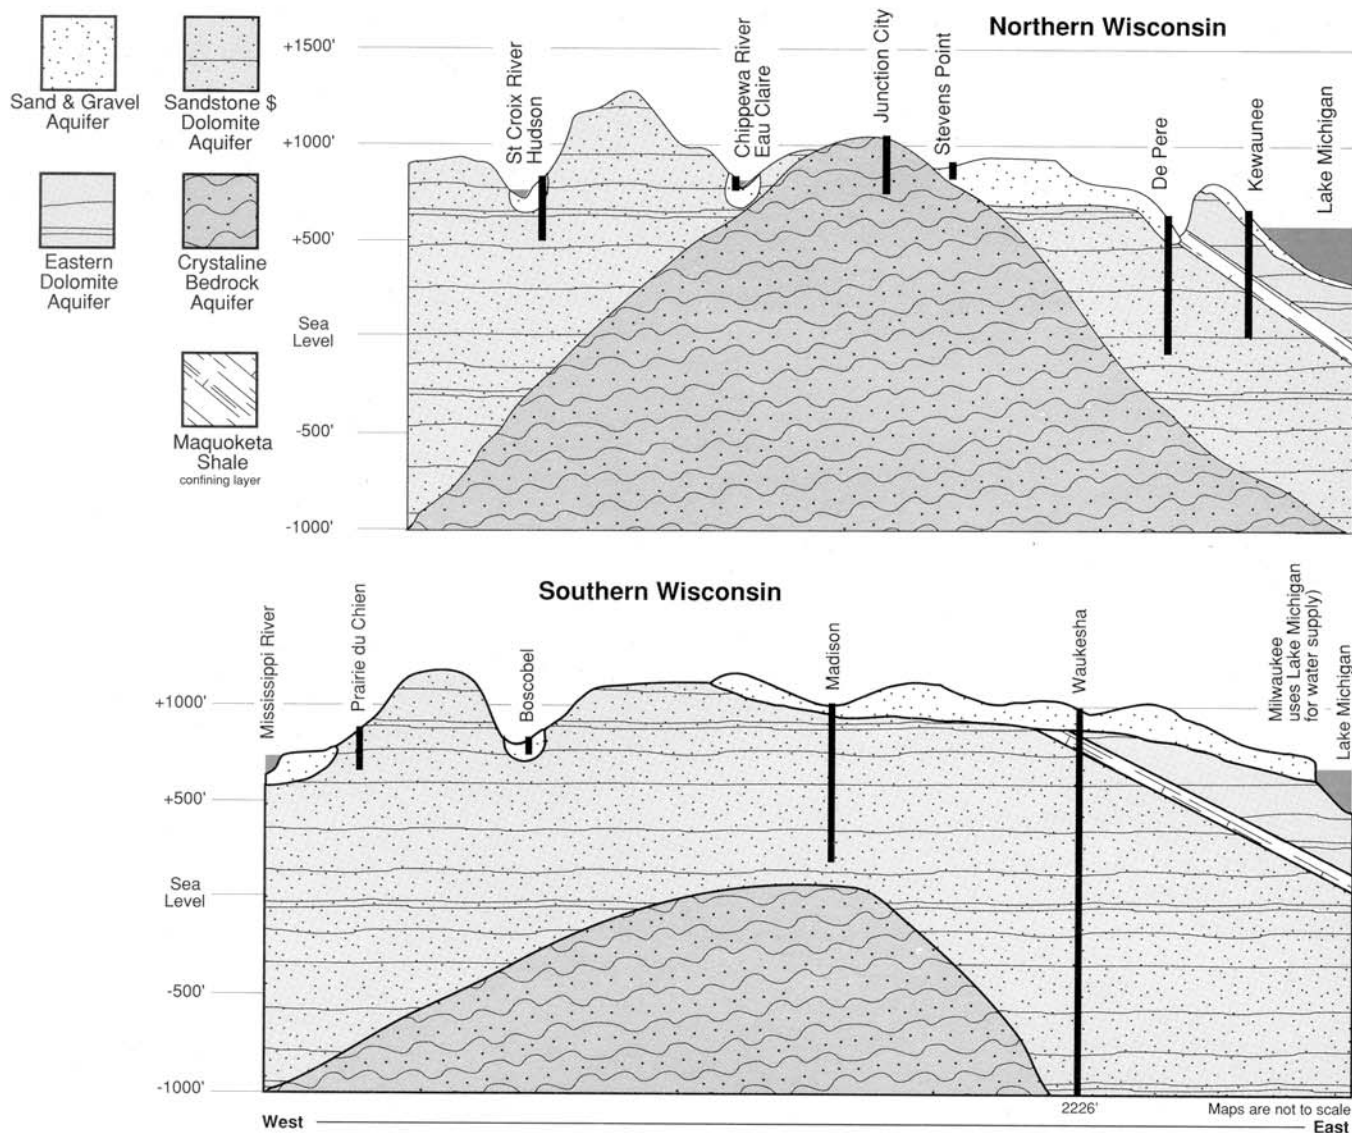 Northern Wisconsin
Sand & Gravel
Aquifer
Sandstone $
Dolomite
Aquifer
Eastern
Dolomite
Aquifer
Crystaline
Bedrock
Aquifer
Maquoketa
Shale
confining layer
+1500'
+1000'
+500'
Sea
Level
-500'
-1000'
St Croix River
Hudson
Chippewa River
Eau Claire
Junction City
Stevens Point
De Pere
Kewaunee
Lake Michigan
Southern Wisconsin
+1000'
+500'
Sea
Level
-500'
-1000'
Mississippi River
Prairie du Chien
Boscobel
Madison
Waukesha
Milwaukee
uses Lake Michigan
for water supply)
Lake Michigan
2226'
Maps are not to scale
West
East